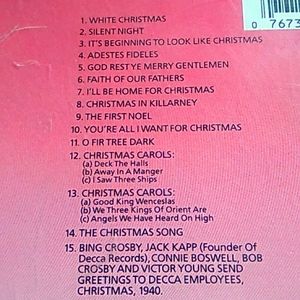 0 7673
1. WHITE CHRISTMAS
2. SILENT NIGHT
3. IT'S BEGINNING TO LOOK LIKE CHRISTMAS
4. ADESTES FIDELES
5. GOD REST YE MERRY GENTLEMEN
6. FAITH OF OUR FATHERS
7. I'LL BE HOME FOR CHRISTMAS
8. CHRISTMAS IN KILLARNEY
9. THE FIRST NOEL
10. YOU'RE ALL I WANT FOR CHRISTMAS
11. O FIR TREE DARK
12. CHRISTMAS CAROLS:
(a) Deck The Halls
(b) Away In A Manger
(c) I Saw Three Ships
13. CHRISTMAS CAROLS:
(a) Good King Wenceslas
(b) We Three Kings Of Orient Are
(c) Angels We Have Heard On High
14. THE CHRISTMAS SONG
15. BING CROSBY, JACK KAPP (Founder Of
Decca Records), CONNIE BOSWELL, BOB
CROSBY AND VICTOR YOUNG SEND
GREETINGS TO DECCA EMPLOYEES,
CHRISTMAS, 1940.